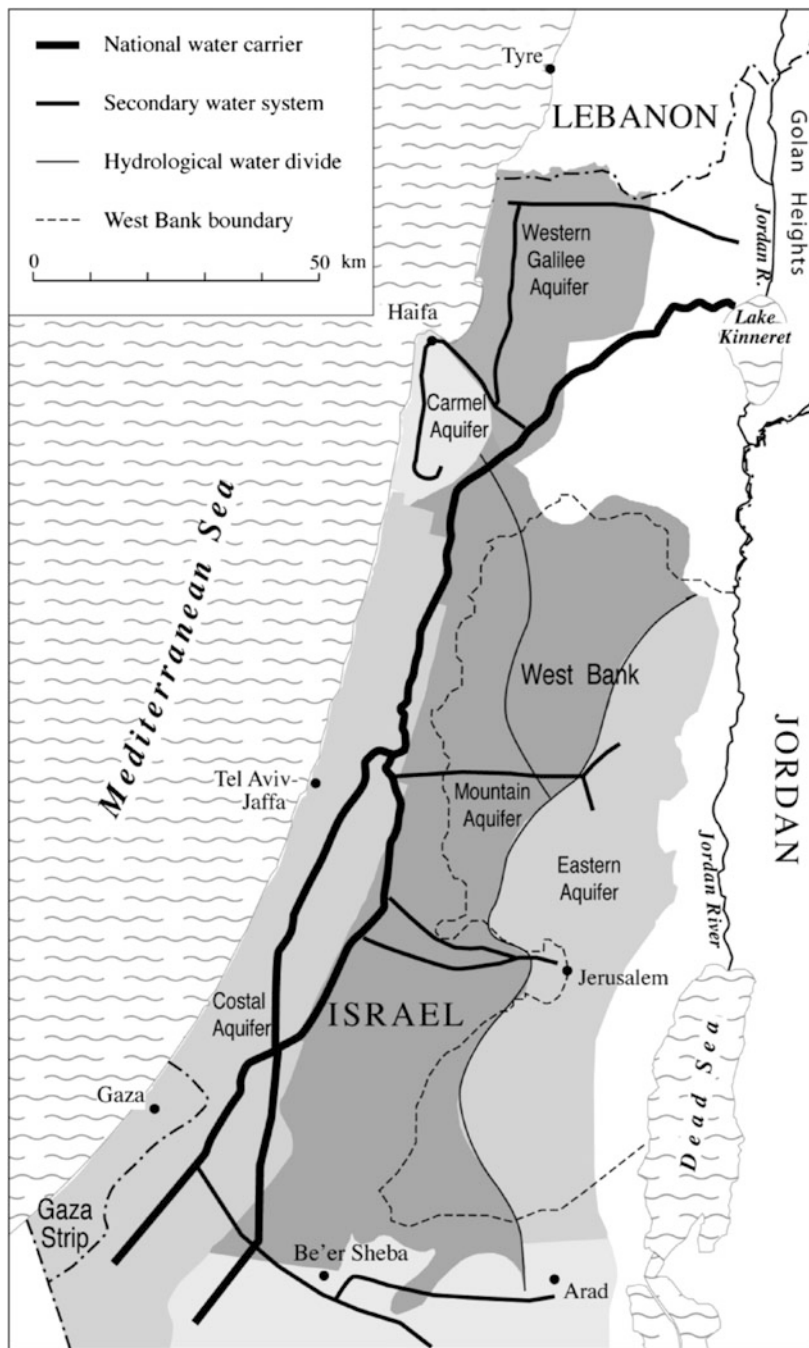 National water carrier
Secondary water system
Hydrological water divide
West Bank boundary
0 50 km
Tyre
LEBANON
Golan Heights
Jordan R.
Western
Galilee
Aquifer
Haifa
Lake
Kinneret
Carmel
Aquifer
Mediterranean Sea
West Bank
JORDAN
Tel Aviv-
Jaffa
Mountain
Aquifer
Eastern
Aquifer
Jordan River
Jerusalem
Costal
Aquifer
ISRAEL
Gaza
Dead Sea
Gaza
Strip
Be'er Sheba
Arad